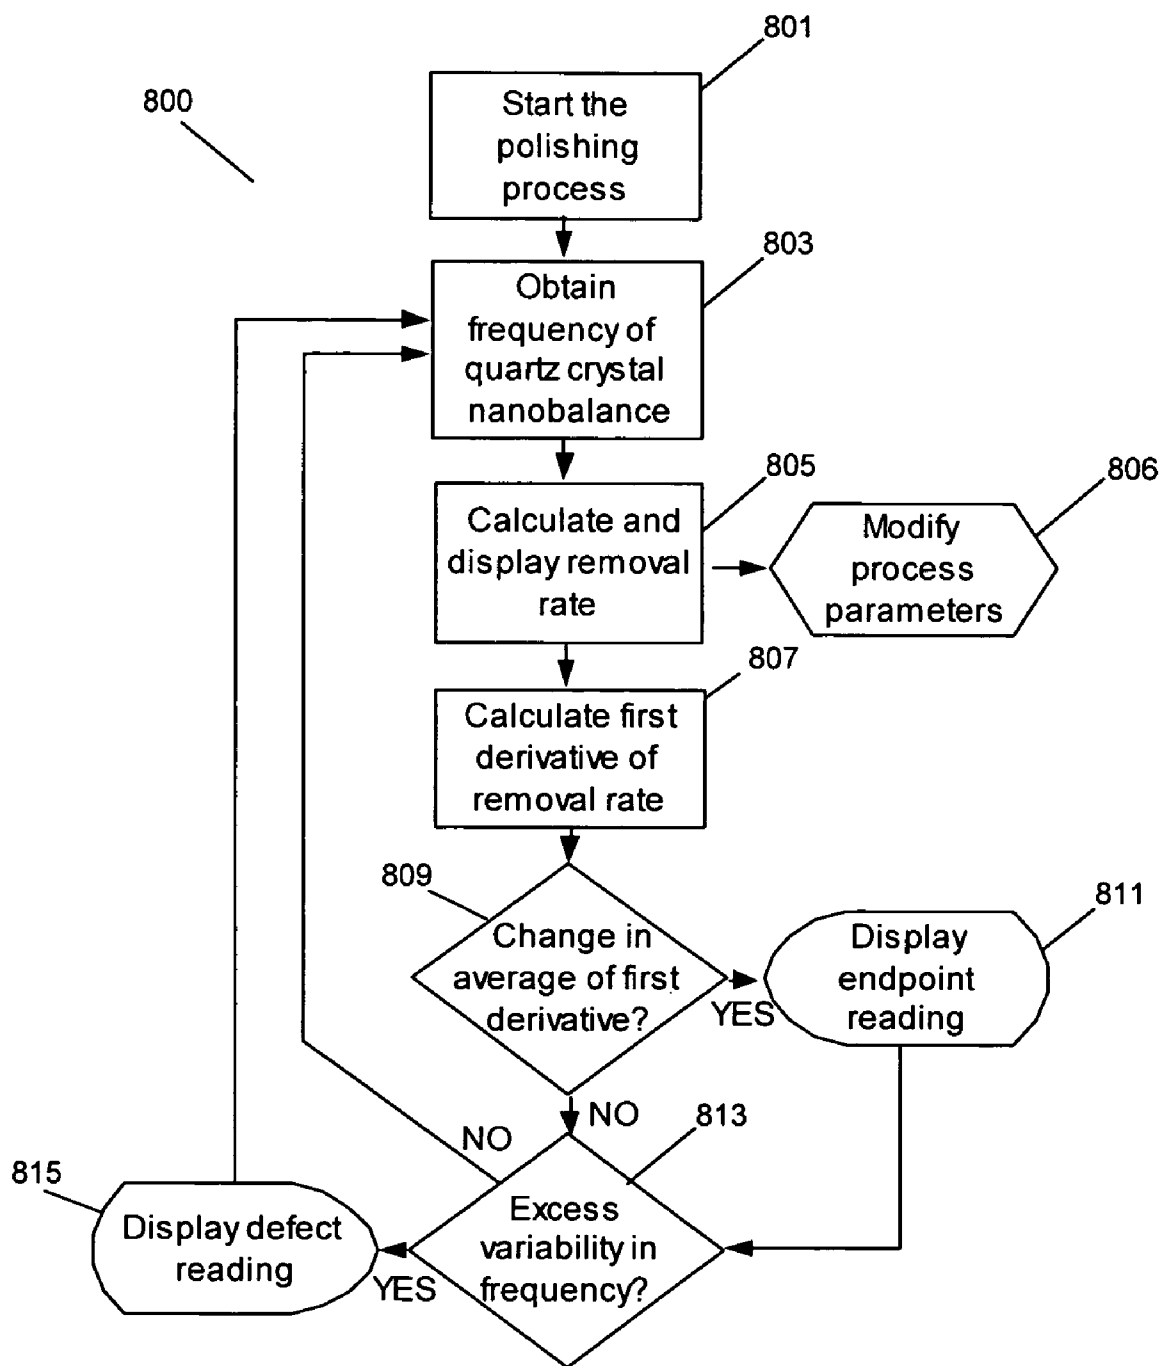 801
800
Start the
polishing
process
803
Obtain
frequency of
quartz crystal
nanobalance
805
806
Calculate and
display removal
rate
Modify
process
parameters
807
Calculate first
derivative of
removal rate
809
811
Change in
average of first
derivative?
YES
Display
endpoint
reading
NO
813
NO
815
Display defect
reading
YES
Excess
variability in
frequency?